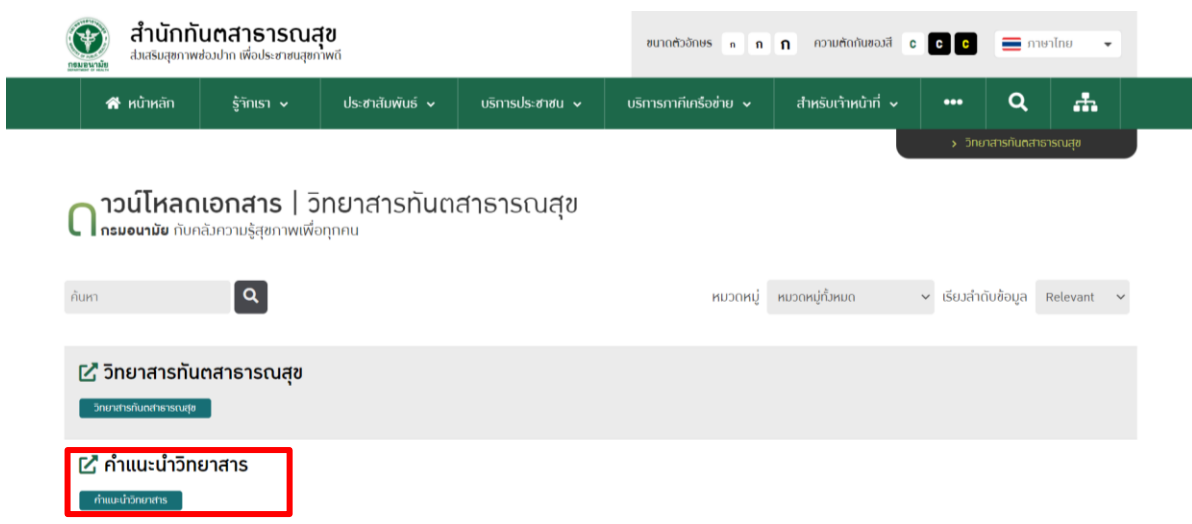 สำนักทันตสาธารณสุข
ส่งเสริมสุขภาพช่องปาก เพื่อประชาชนสุขภาพดี
กรมอนามัย
DEPARTMENT OF HEALTH
ขนาดตัวอักษร ก ก ก ความตัดกันของสี C C C ภาษาไทย
หน้าหลัก รู้จักเรา ประชาสัมพันธ์ บริการประชาชน บริการภาคีเครือข่าย สำหรับเจ้าหน้าที่
> วิทยาสารทันตสาธารณสุข
ดาวน์โหลดเอกสาร | วิทยาสารทันตสาธารณสุข
กรมอนามัย กับคลังความรู้สุขภาพเพื่อทุกคน
ค้นหา หมวดหมู่ หมวดหมู่ทั้งหมด เรียงลำดับข้อมูล Relevant
วิทยาสารทันตสาธารณสุข
วิทยาสารทันตสาธารณสุข
คำแนะนำวิทยาสาร
คำแนะนำวิทยาสาร